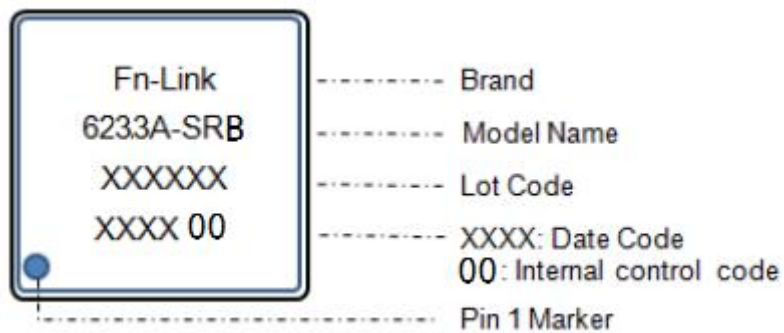 Fn-Link
6233A-SRB
XXXXXX
XXXX 00
Brand
Model Name
Lot Code
XXXX: Date Code
00: Internal control code
Pin 1 Marker